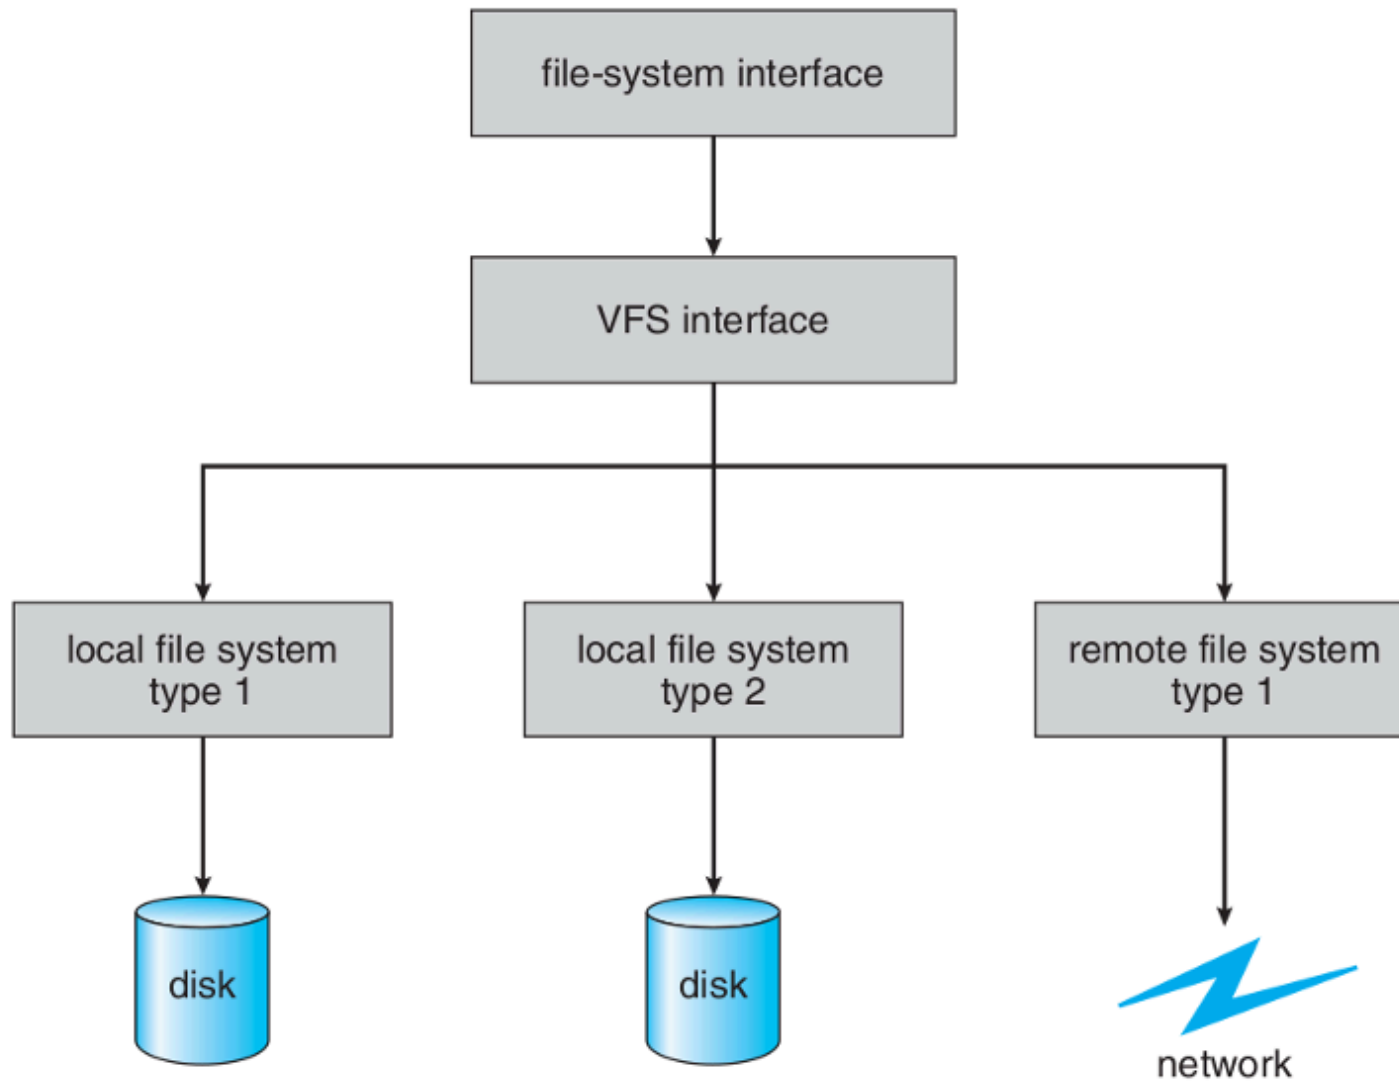 file-system interface
VFS interface
local file system
type 1
local file system
type 2
remote file system
type 1
disk
disk
network